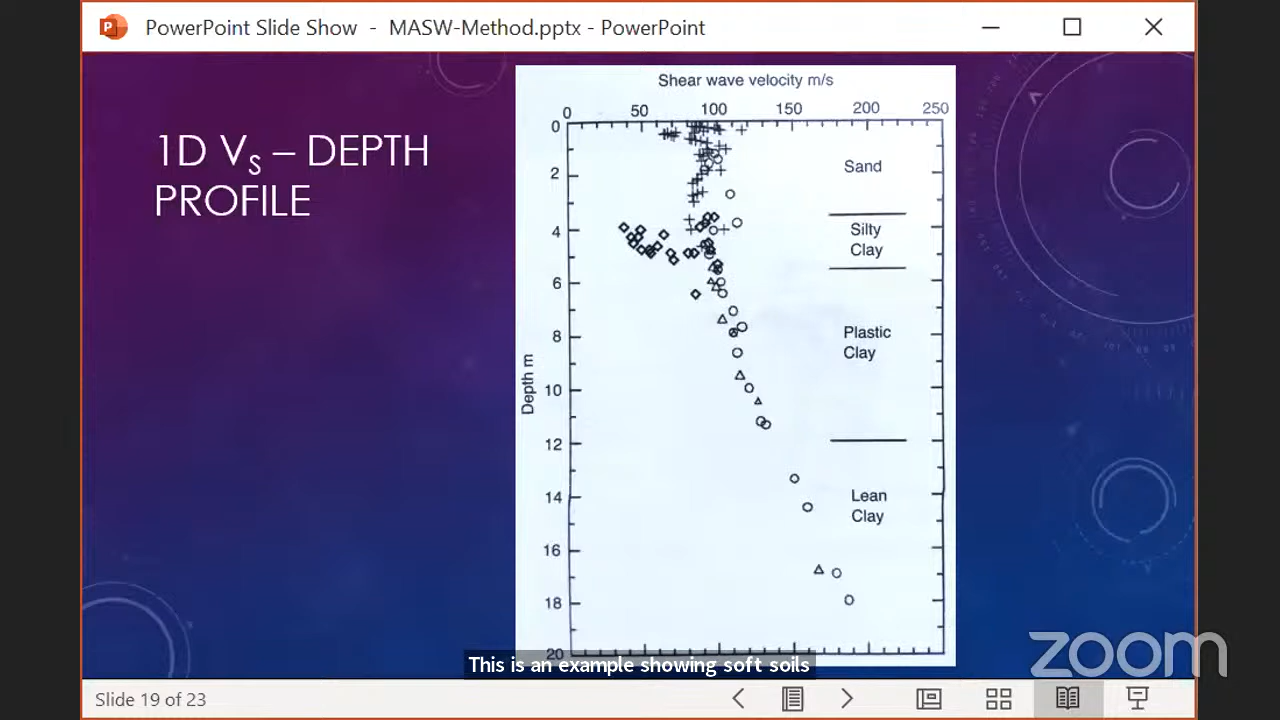 PowerPoint Slide Show - MASW-Method.pptx - PowerPoint
1D VS – DEPTH
PROFILE
Shear wave velocity m/s
0 50 100 150 200 250
0
2
4
6
8
10
12
14
16
18
20
Depth m
Sand
Silty
Clay
Plastic
Clay
Lean
Clay
This is an example showing soft soils
zoom
Slide 19 of 23